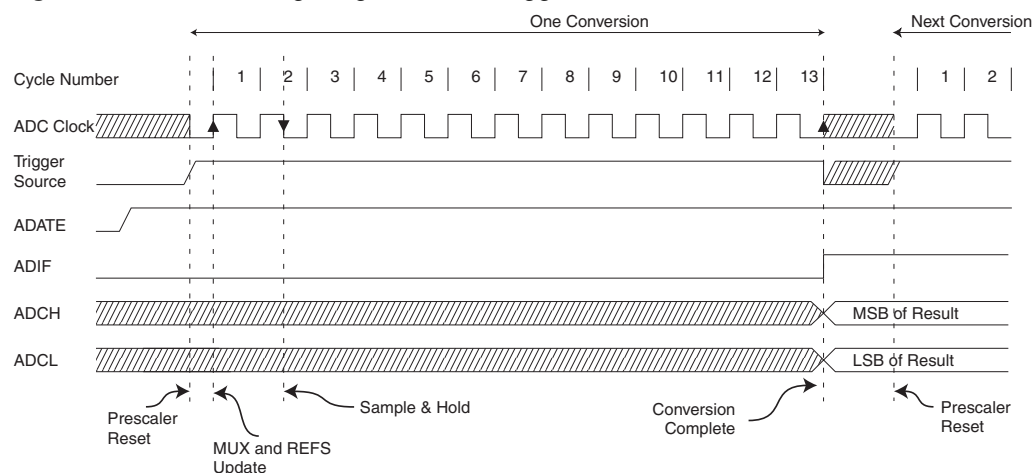 One Conversion
Next Conversion
Cycle Number
1 2 3 4 5 6 7 8 9 10 11 12 13 1 2
ADC Clock
Trigger
Source
ADATE
ADIF
ADCH
MSB of Result
ADCL
LSB of Result
Prescaler
Reset
MUX and REFS
Update
Sample & Hold
Conversion
Complete
Prescaler
Reset